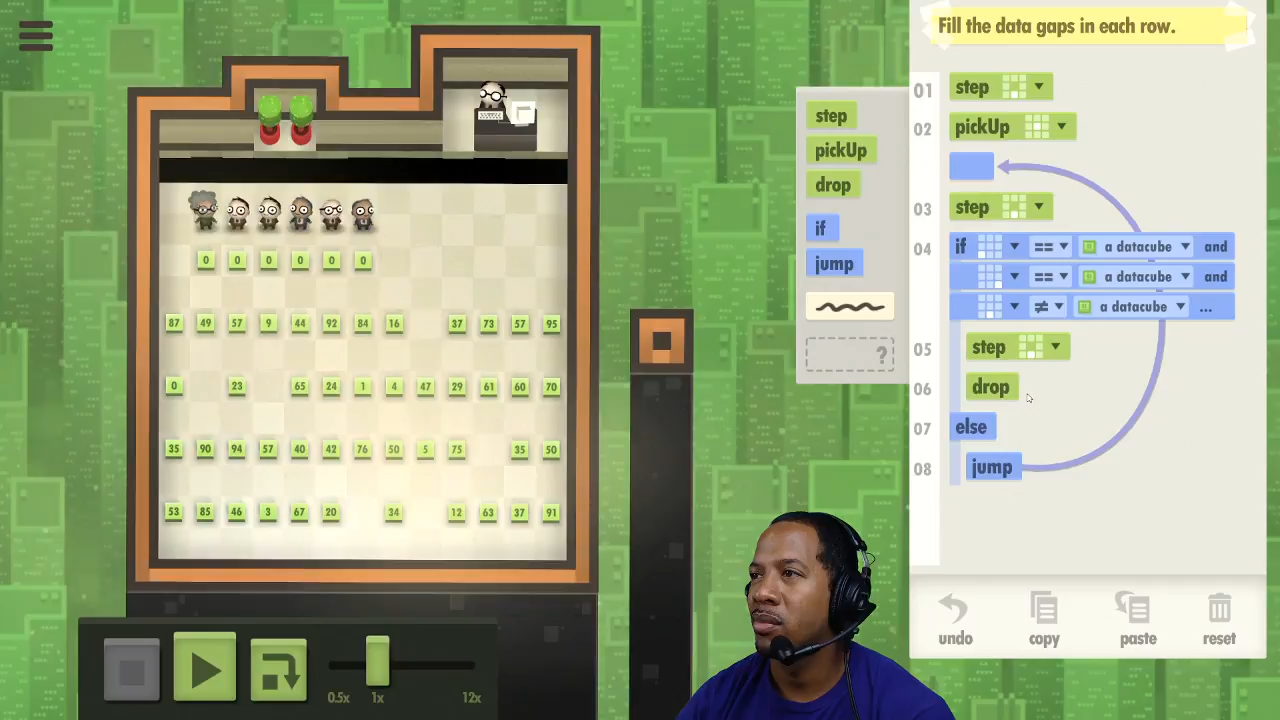 Fill the data gaps in each row.
step
pickUp
drop
if
jump
?
01 step
02 pickUp
03 step
04 if == a datacube and
== a datacube and
≠ a datacube ...
05 step
06 drop
07 else
08 jump
0 0 0 0 0 0
87 49 57 9 44 92 84 16 37 73 57 95
0 23 65 24 1 4 47 29 61 60 70
35 90 94 57 40 42 76 50 5 75 35 50
53 85 46 3 67 20 34 12 63 37 91
0.5x 1x 12x
undo copy paste reset